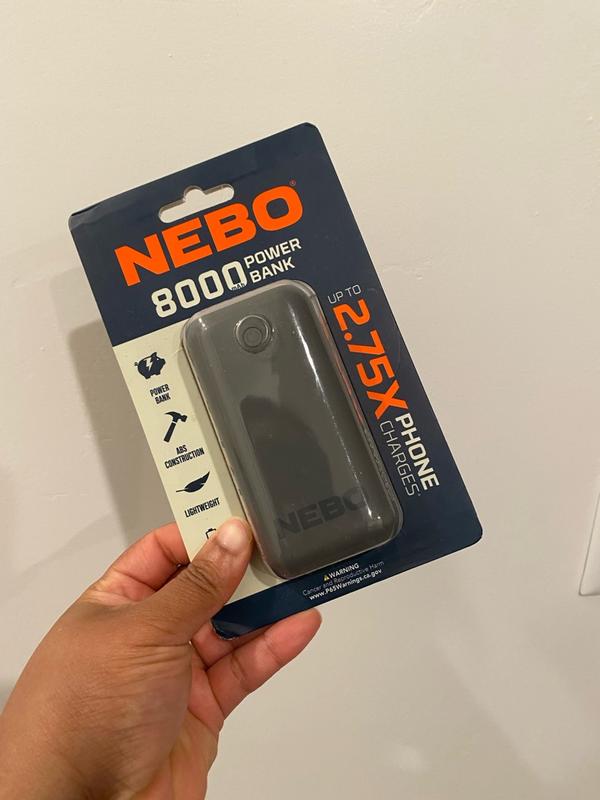 NEBO®
8000 mAh POWER
BANK
UP TO
2.75X
PHONE
CHARGES*
POWER
BANK
ABS
CONSTRUCTION
LIGHTWEIGHT
NEBO
⚠WARNING
Cancer and Reproductive Harm
www.P65Warnings.ca.gov